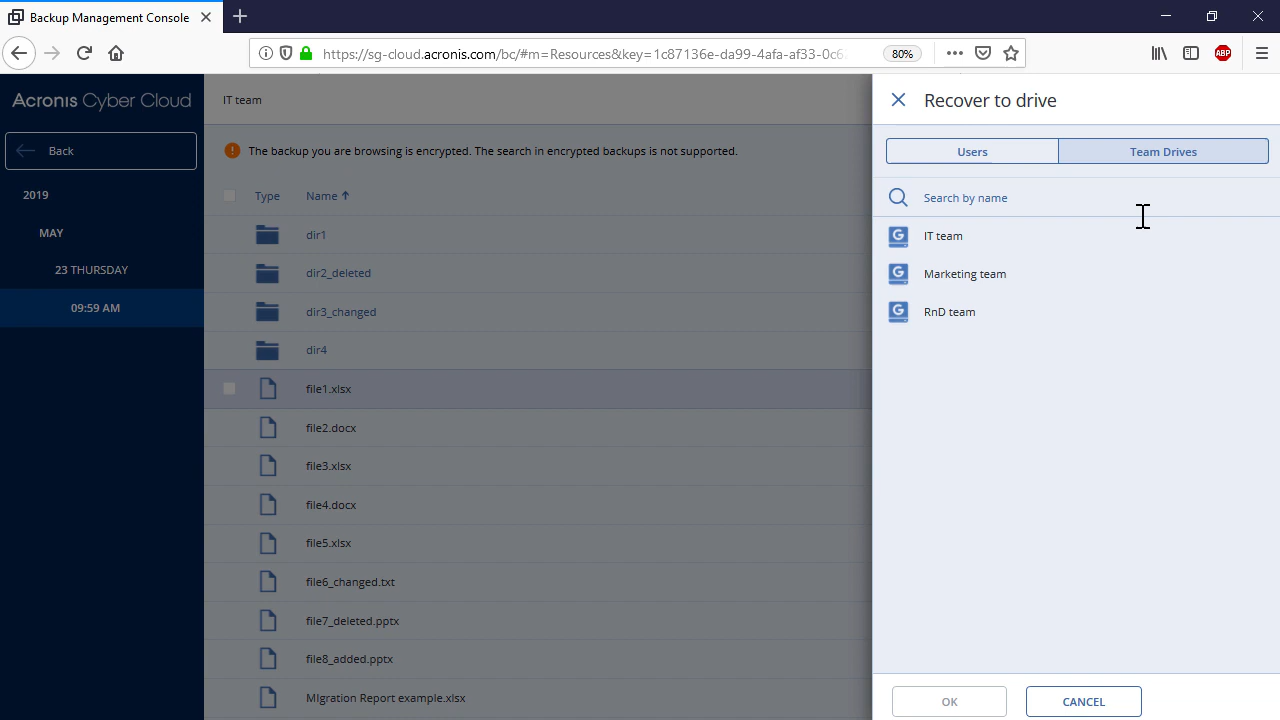 Backup Management Console
https://sg-cloud.acronis.com/bc/#m=Resources&key=1c87136e-da99-4afa-af33-0c6
80%
ABP
Acronis Cyber Cloud
Back
2019
MAY
23 THURSDAY
09:59 AM
IT team
The backup you are browsing is encrypted. The search in encrypted backups is not supported.
Type Name
dir1
dir2_deleted
dir3_changed
dir4
file1.xlsx
file2.docx
file3.xlsx
file4.docx
file5.xlsx
file6_changed.txt
file7_deleted.pptx
file8_added.pptx
MIgration Report example.xlsx
Recover to drive
Users Team Drives
Search by name
G IT team
G Marketing team
G RnD team
OK CANCEL